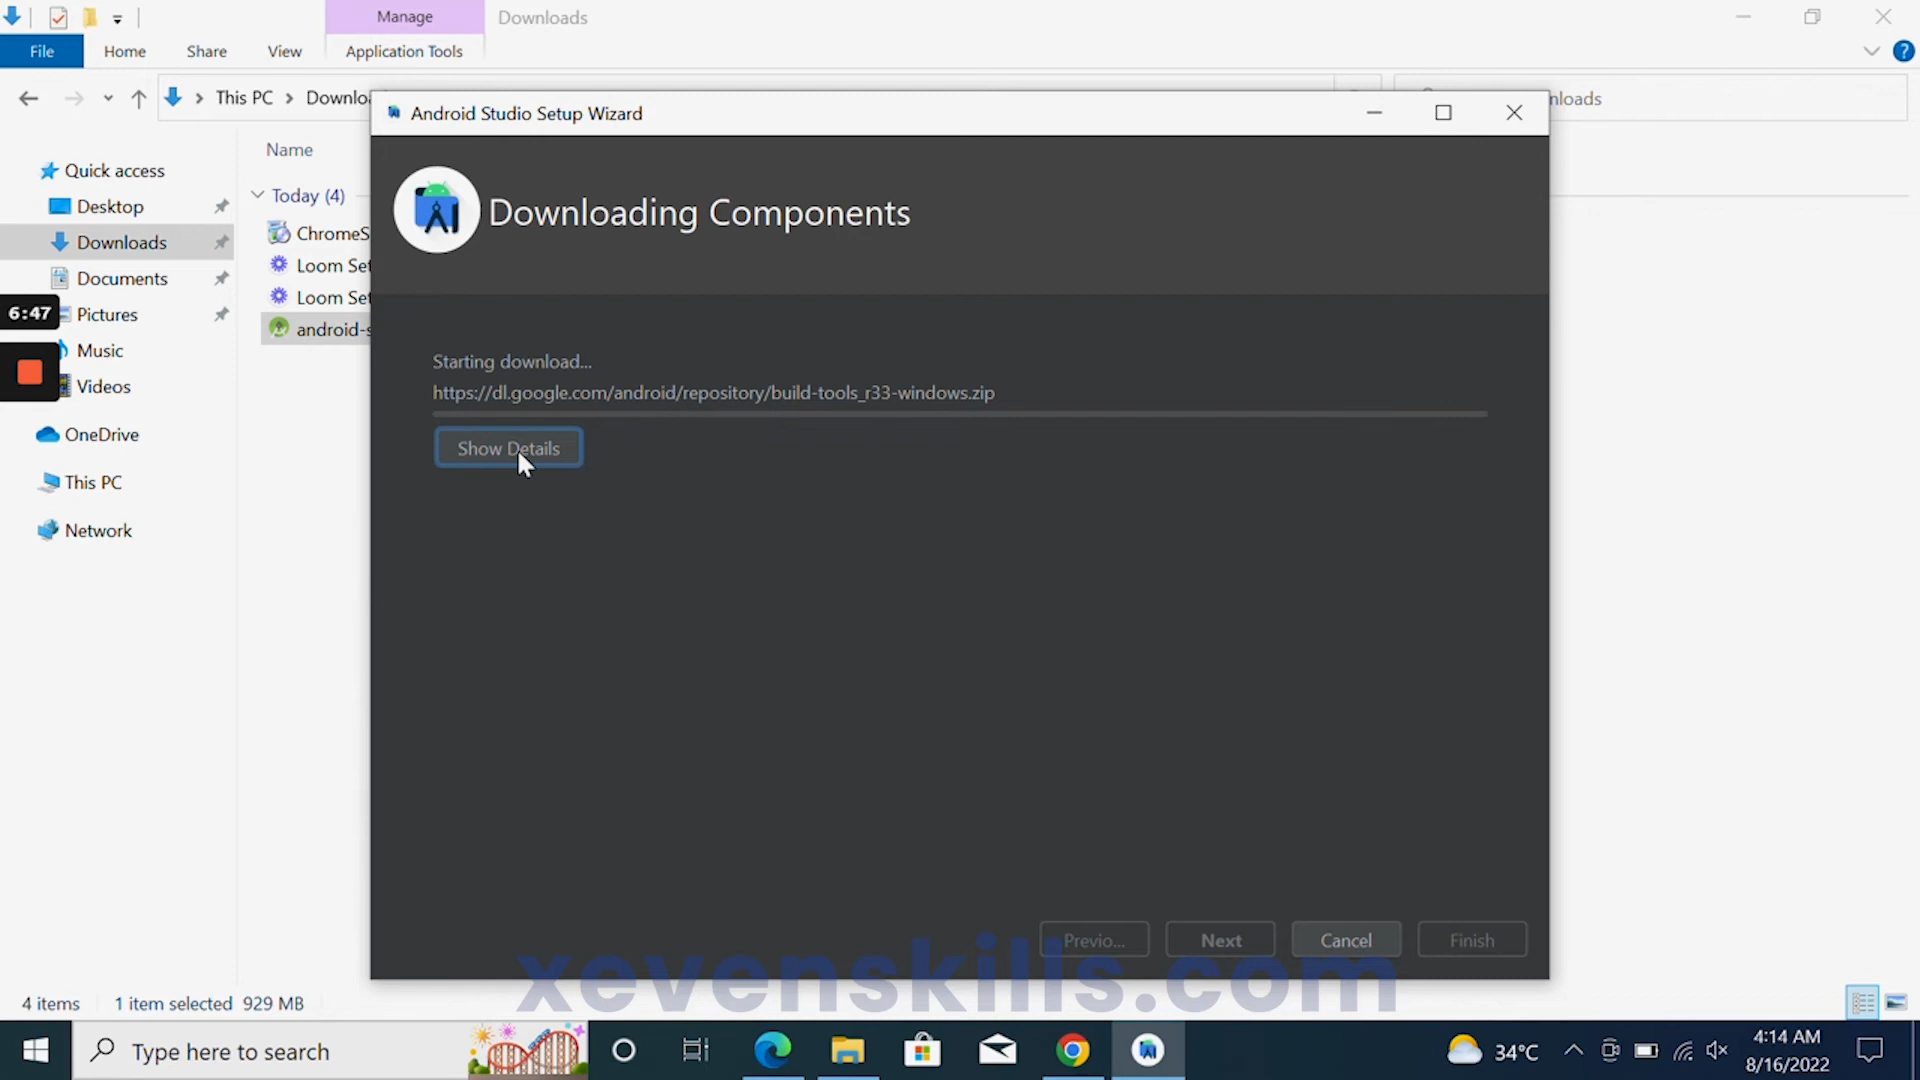 Manage
Downloads
File
Home
Share
View
Application Tools
This PC
Name
Android Studio Setup Wizard
Quick access
Desktop
Downloads
Documents
Pictures
Music
Videos
OneDrive
This PC
Network
6:47
Today (4)
Downloading Components
Starting download...
https://dl.google.com/android/repository/build-tools_r33-windows.zip
Show Details
Previo...
Next
Cancel
Finish
xevenskills.com
4 items
1 item selected 929 MB
Type here to search
34°C
4:14 AM
8/16/2022